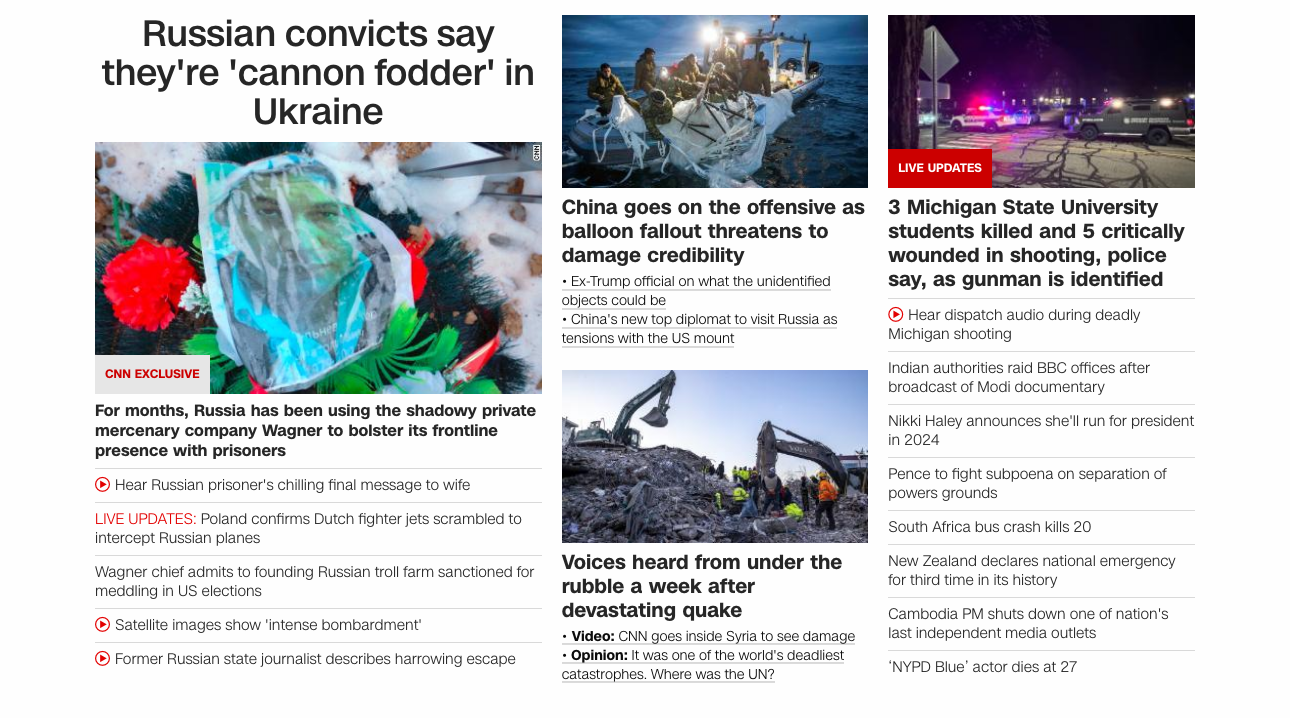 Russian convicts say
they're 'cannon fodder' in
Ukraine
CNN
CNN EXCLUSIVE
For months, Russia has been using the shadowy private
mercenary company Wagner to bolster its frontline
presence with prisoners
Hear Russian prisoner's chilling final message to wife
LIVE UPDATES: Poland confirms Dutch fighter jets scrambled to
intercept Russian planes
Wagner chief admits to founding Russian troll farm sanctioned for
meddling in US elections
Satellite images show 'intense bombardment'
Former Russian state journalist describes harrowing escape
China goes on the offensive as
balloon fallout threatens to
damage credibility
• Ex-Trump official on what the unidentified
objects could be
• China's new top diplomat to visit Russia as
tensions with the US mount
Voices heard from under the
rubble a week after
devastating quake
• Video: CNN goes inside Syria to see damage
• Opinion: It was one of the world's deadliest
catastrophes. Where was the UN?
LIVE UPDATES
3 Michigan State University
students killed and 5 critically
wounded in shooting, police
say, as gunman is identified
Hear dispatch audio during deadly
Michigan shooting
Indian authorities raid BBC offices after
broadcast of Modi documentary
Nikki Haley announces she'll run for president
in 2024
Pence to fight subpoena on separation of
powers grounds
South Africa bus crash kills 20
New Zealand declares national emergency
for third time in its history
Cambodia PM shuts down one of nation's
last independent media outlets
‘NYPD Blue’ actor dies at 27